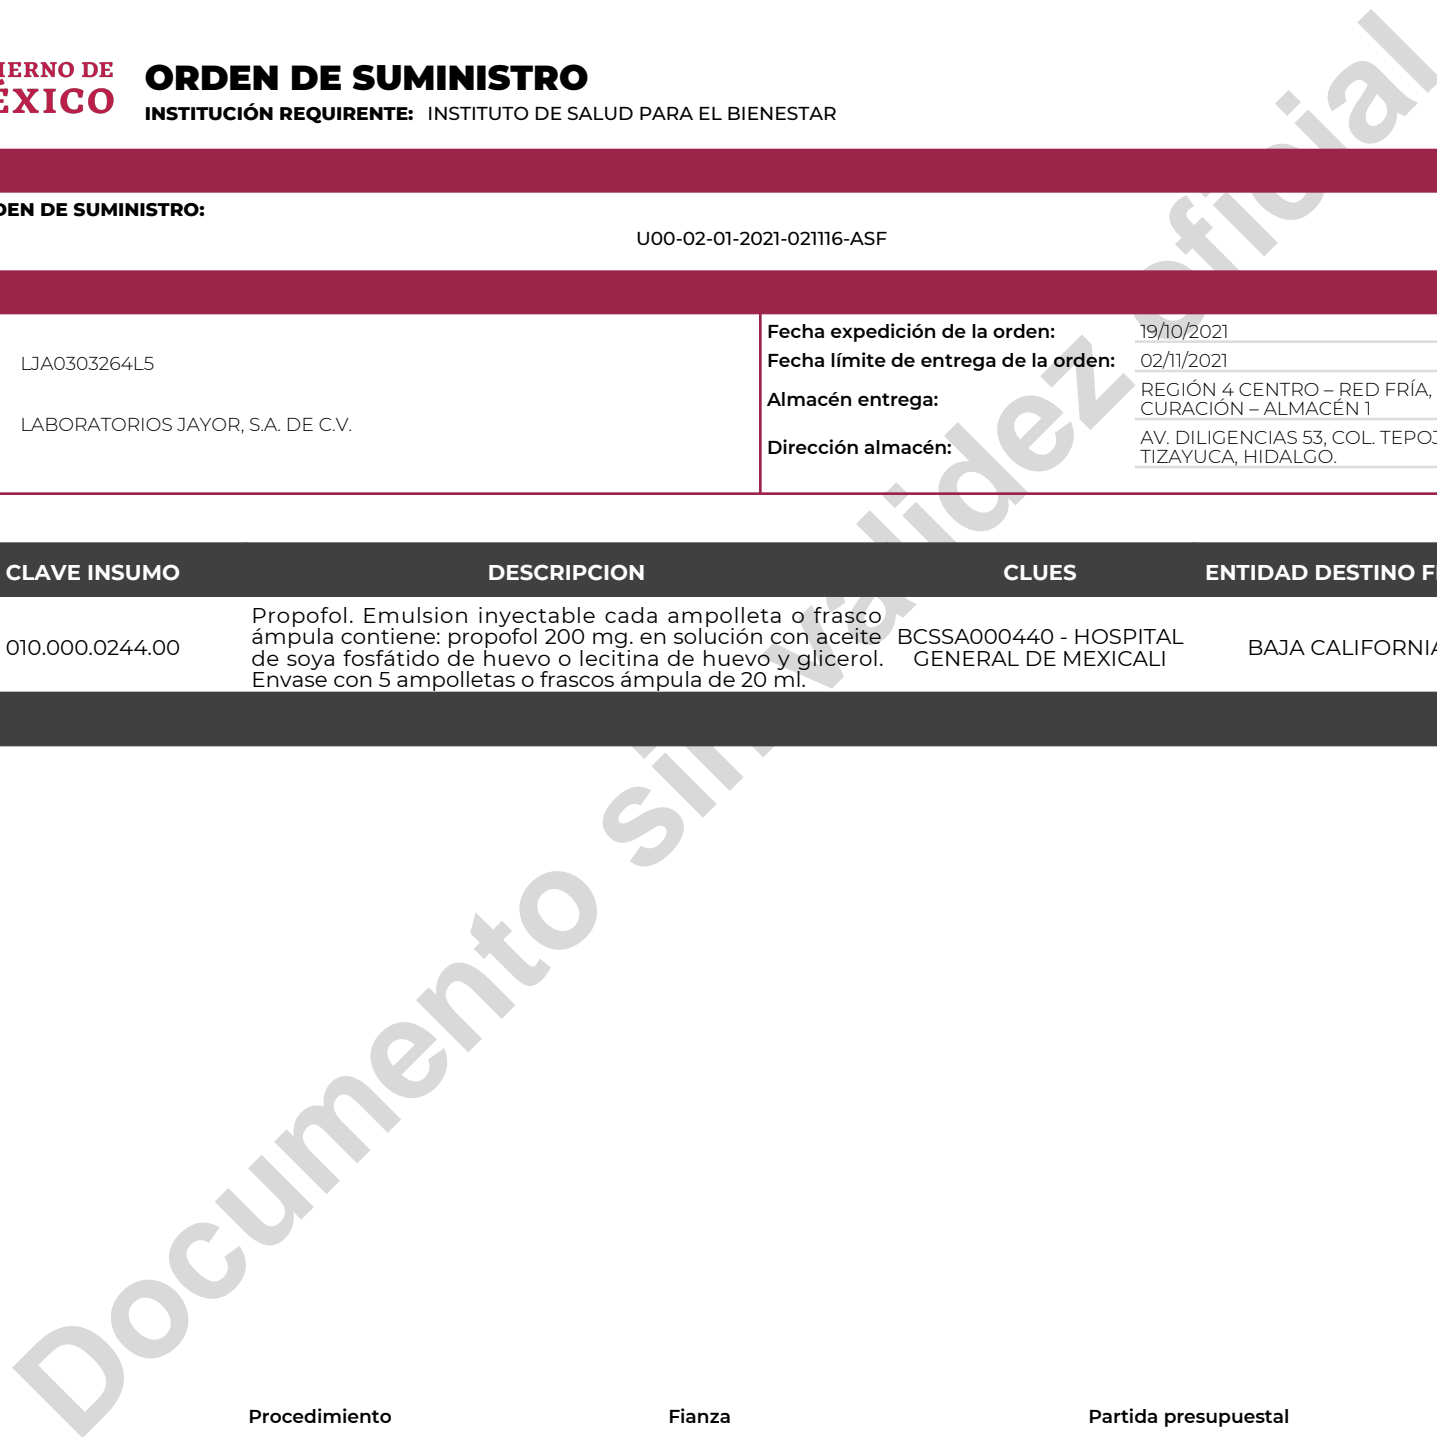 IERNO DE
ÉXICO
ORDEN DE SUMINISTRO
INSTITUCIÓN REQUIRENTE: INSTITUTO DE SALUD PARA EL BIENESTAR
DEN DE SUMINISTRO:
U00-02-01-2021-021116-ASF
LJA0303264L5
LABORATORIOS JAYOR, S.A. DE C.V.
Fecha expedición de la orden: 19/10/2021
Fecha límite de entrega de la orden: 02/11/2021
Almacén entrega: REGIÓN 4 CENTRO – RED FRÍA,
CURACIÓN – ALMACÉN 1
Dirección almacén: AV. DILIGENCIAS 53, COL. TEPOJ
TIZAYUCA, HIDALGO.
CLAVE INSUMO DESCRIPCION CLUES ENTIDAD DESTINO FI
010.000.0244.00
Propofol. Emulsion inyectable cada ampolleta o frasco
ámpula contiene: propofol 200 mg. en solución con aceite
de soya fosfátido de huevo o lecitina de huevo y glicerol.
Envase con 5 ampolletas o frascos ámpula de 20 ml.
BCSSA000440 - HOSPITAL
GENERAL DE MEXICALI
BAJA CALIFORNIA
Documento sin validez oficial
Procedimiento Fianza Partida presupuestal